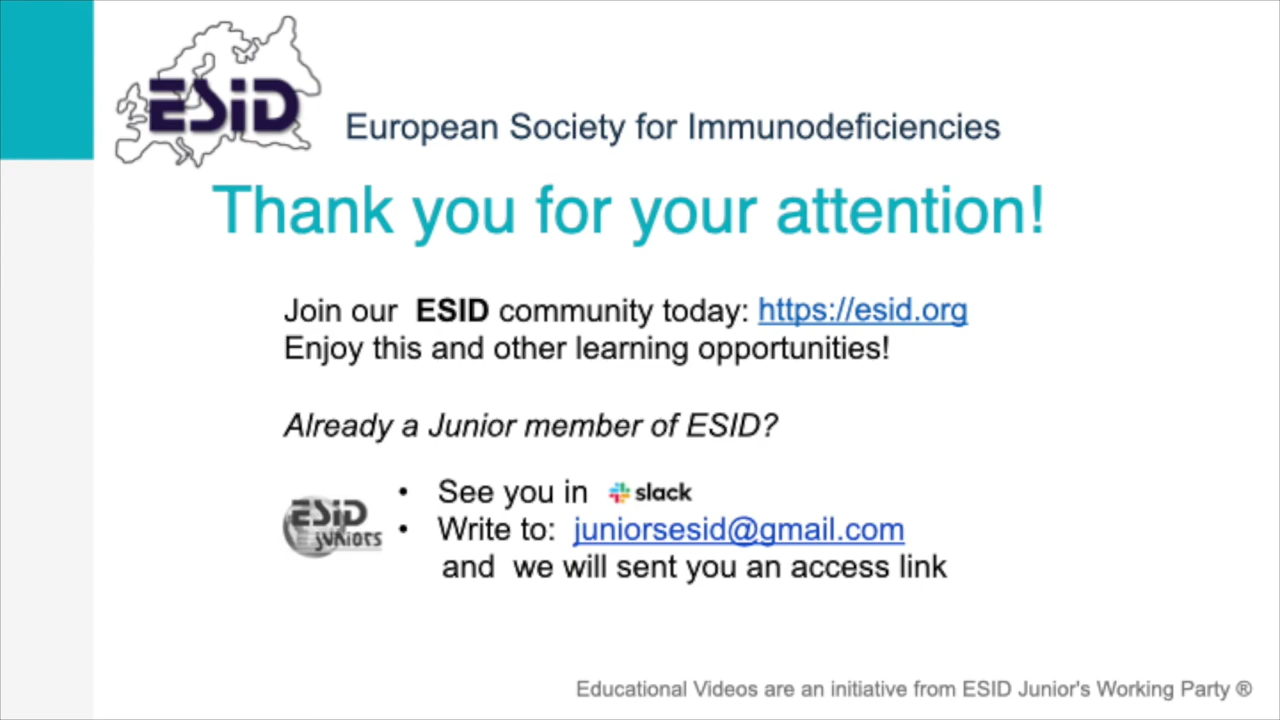 ESiD
European Society for Immunodeficiencies
Thank you for your attention!
Join our ESID community today: https://esid.org
Enjoy this and other learning opportunities!
Already a Junior member of ESID?
• See you in slack
ESiD
juniors
• Write to: juniorsesid@gmail.com
and we will sent you an access link
Educational Videos are an initiative from ESID Junior's Working Party ®